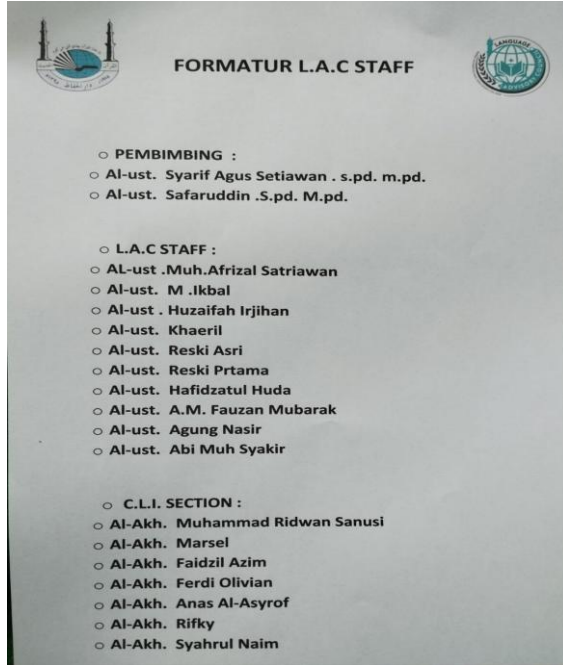 LANGUAGE
FORMATUR L.A.C STAFF
○ PEMBIMBING :
○ Al-ust. Syarif Agus Setiawan . s.pd. m.pd.
○ Al-ust. Safaruddin .S.pd. M.pd.
○ L.A.C STAFF :
○ AL-ust .Muh.Afrizal Satriawan
○ Al-ust. M .Ikbal
○ Al-ust . Huzaifah Irjihan
○ Al-ust. Khaeril
○ Al-ust. Reski Asri
○ Al-ust. Reski Prtama
○ Al-ust. Hafidzatul Huda
○ Al-ust. A.M. Fauzan Mubarak
○ Al-ust. Agung Nasir
○ Al-ust. Abi Muh Syakir
○ C.L.I. SECTION :
○ Al-Akh. Muhammad Ridwan Sanusi
○ Al-Akh. Marsel
○ Al-Akh. Faidzil Azim
○ Al-Akh. Ferdi Olivian
○ Al-Akh. Anas Al-Asyrof
○ Al-Akh. Rifky
○ Al-Akh. Syahrul Naim